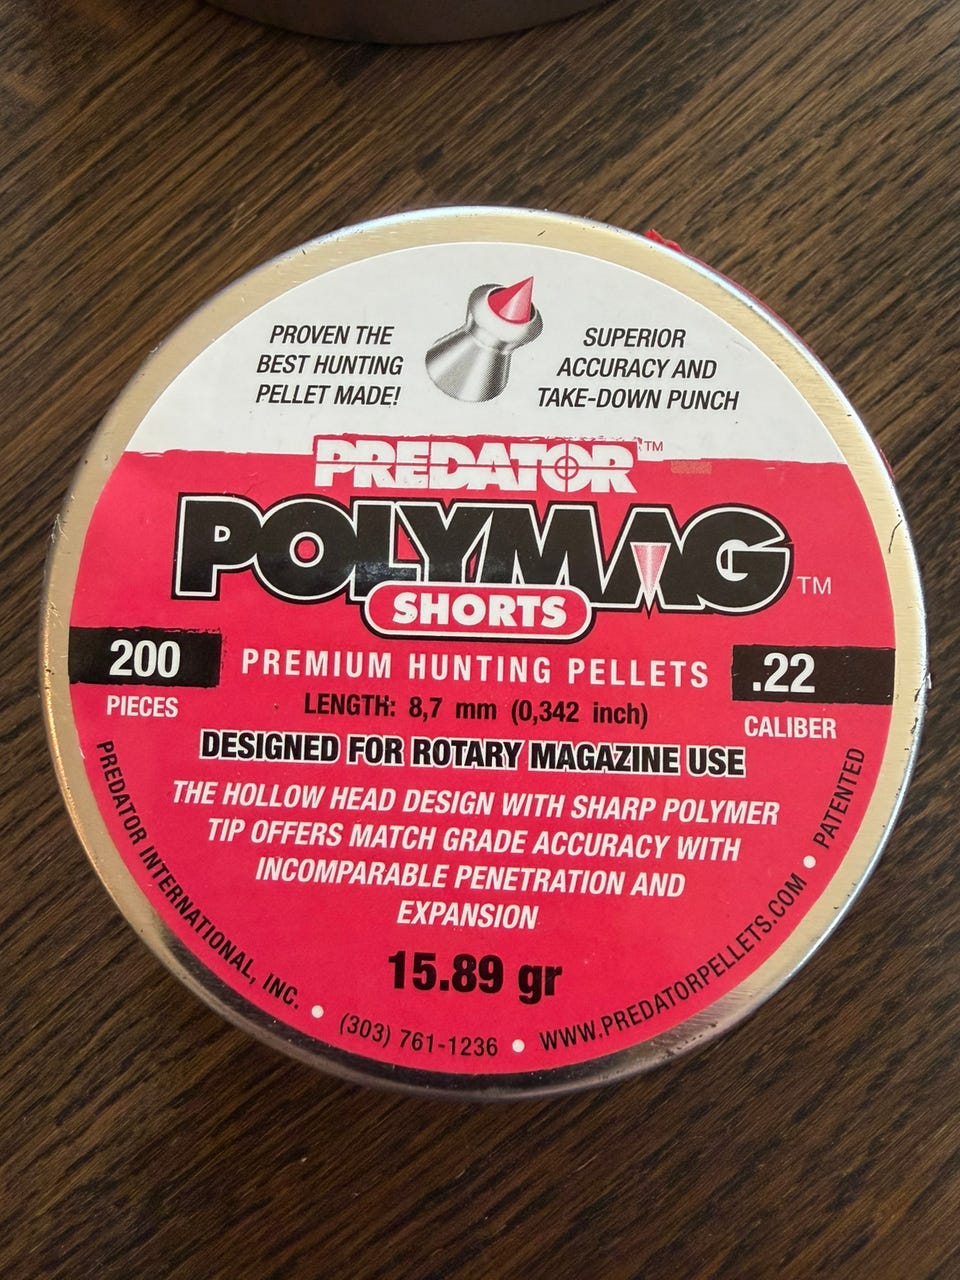 PROVEN THE
BEST HUNTING
PELLET MADE!
SUPERIOR
ACCURACY AND
TAKE-DOWN PUNCH
PREDATOR™
POLYMAG™
SHORTS
200
PIECES
PREMIUM HUNTING PELLETS
.22
CALIBER
LENGTH: 8,7 mm (0,342 inch)
DESIGNED FOR ROTARY MAGAZINE USE
THE HOLLOW HEAD DESIGN WITH SHARP POLYMER
TIP OFFERS MATCH GRADE ACCURACY WITH
INCOMPARABLE PENETRATION AND
EXPANSION
15.89 gr
PREDATOR INTERNATIONAL, INC. • (303) 761-1236 • WWW.PREDATORPELLETS.COM • PATENTED